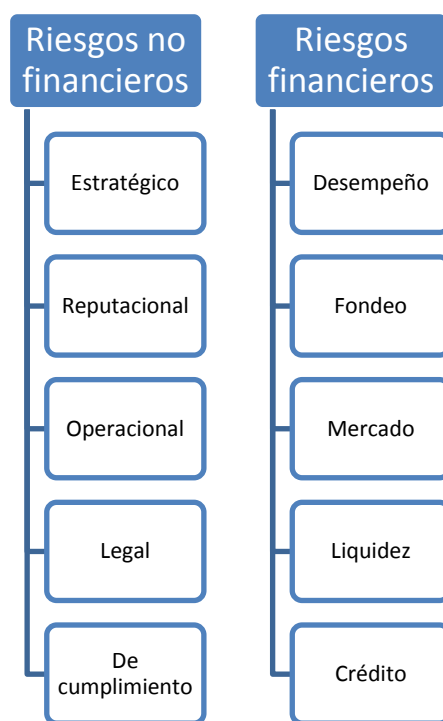 Riesgos no
financieros
Estratégico
Reputacional
Operacional
Legal
De
cumplimiento
Riesgos
financieros
Desempeño
Fondeo
Mercado
Liquidez
Crédito